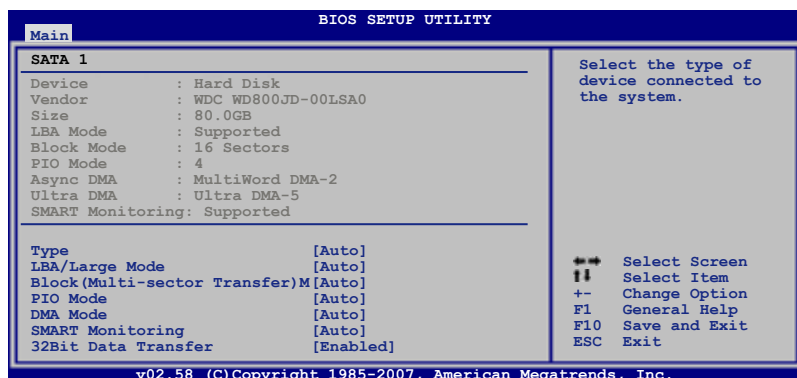 BIOS SETUP UTILITY
Main
SATA 1
Device : Hard Disk
Vendor : WDC WD800JD-00LSA0
Size : 80.0GB
LBA Mode : Supported
Block Mode : 16 Sectors
PIO Mode : 4
Async DMA : MultiWord DMA-2
Ultra DMA : Ultra DMA-5
SMART Monitoring: Supported
Type [Auto]
LBA/Large Mode [Auto]
Block(Multi-sector Transfer)M[Auto]
PIO Mode [Auto]
DMA Mode [Auto]
SMART Monitoring [Auto]
32Bit Data Transfer [Enabled]
Select the type of
device connected to
the system.
Select Screen
Select Item
+- Change Option
F1 General Help
F10 Save and Exit
ESC Exit
v02.58 (C)Copyright 1985-2007, American Megatrends, Inc.